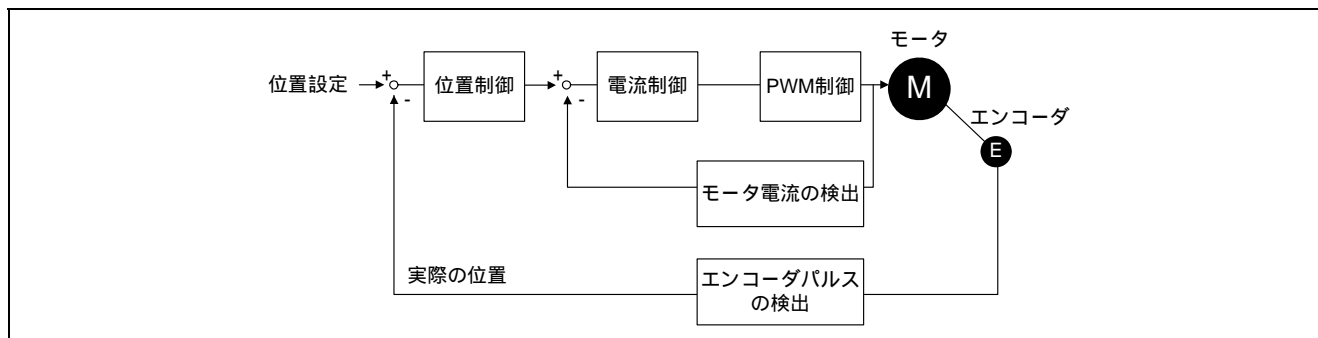 モータ
位置設定
+
-
位置制御
+
-
電流制御
PWM制御
M
エンコーダ
E
モータ電流の検出
実際の位置
エンコーダパルス
の検出